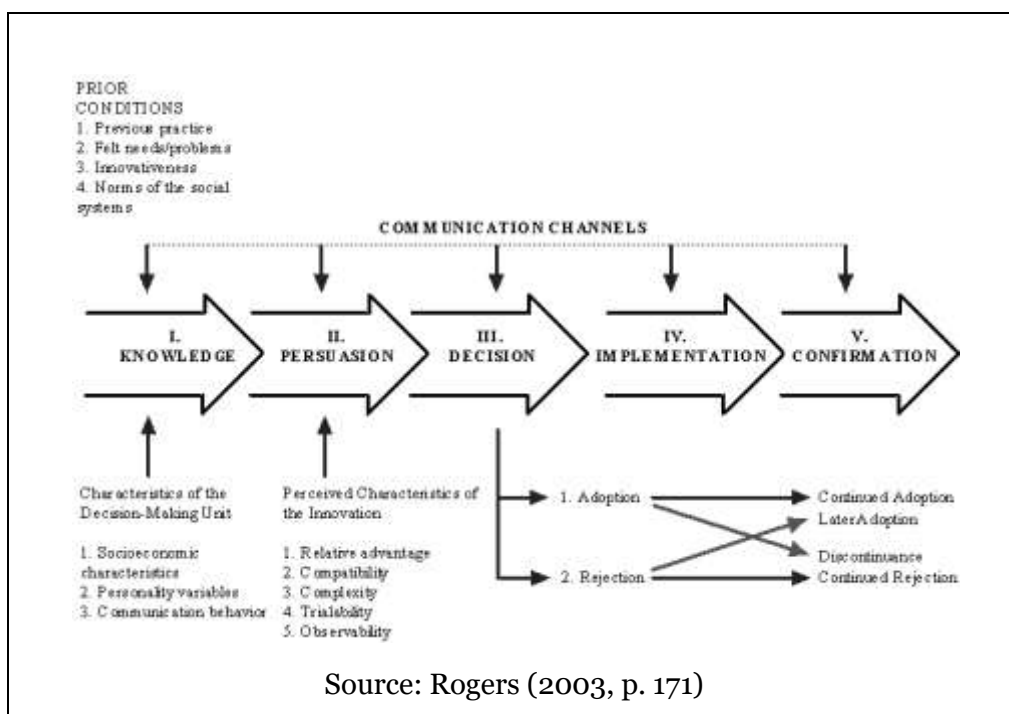 PRIOR
CONDITIONS
1. Previous practice
2. Felt needs/problems
3. Innovativeness
4. Norms of the social
systems
COMMUNICATION CHANNELS
I.
KNOWLEDGE
II.
PERSUASION
III.
DECISION
IV.
IMPLEMENTATION
V.
CONFIRMATION
Characteristics of the
Decision-Making Unit
1. Socioeconomic
characteristics
2. Personality variables
3. Communication behavior
Perceived Characteristics of
the Innovation
1. Relative advantage
2. Compatibility
3. Complexity
4. Trialability
5. Observability
1. Adoption
2. Rejection
Continued Adoption
Later Adoption
Discontinuance
Continued Rejection
Source: Rogers (2003, p. 171)